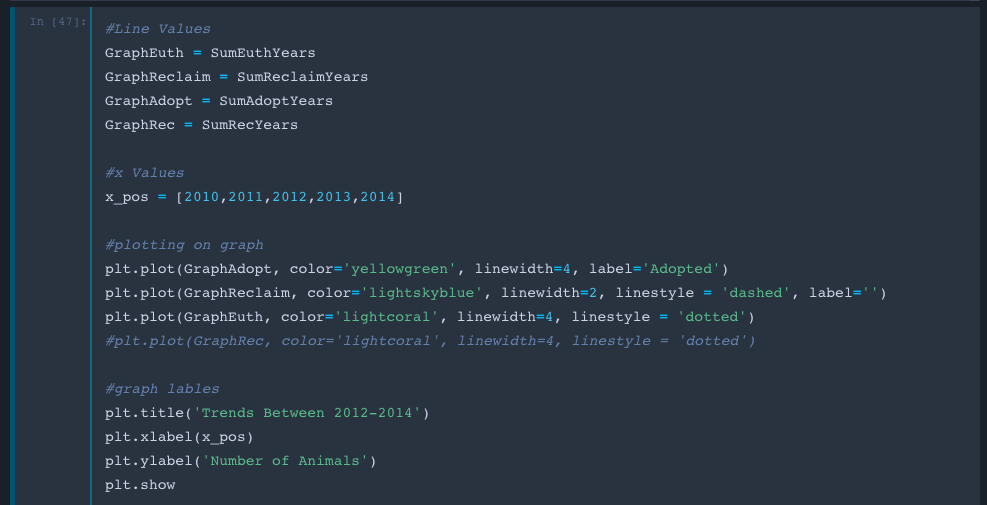 In [47]:
#Line Values
GraphEuth = SumEuthYears
GraphReclaim = SumReclaimYears
GraphAdopt = SumAdoptYears
GraphRec = SumRecYears
#x Values
x_pos = [2010,2011,2012,2013,2014]
#plotting on graph
plt.plot(GraphAdopt, color='yellowgreen', linewidth=4, label='Adopted')
plt.plot(GraphReclaim, color='lightskyblue', linewidth=2, linestyle = 'dashed', label='')
plt.plot(GraphEuth, color='lightcoral', linewidth=4, linestyle = 'dotted')
#plt.plot(GraphRec, color='lightcoral', linewidth=4, linestyle = 'dotted')
#graph lables
plt.title('Trends Between 2012-2014')
plt.xlabel(x_pos)
plt.ylabel('Number of Animals')
plt.show